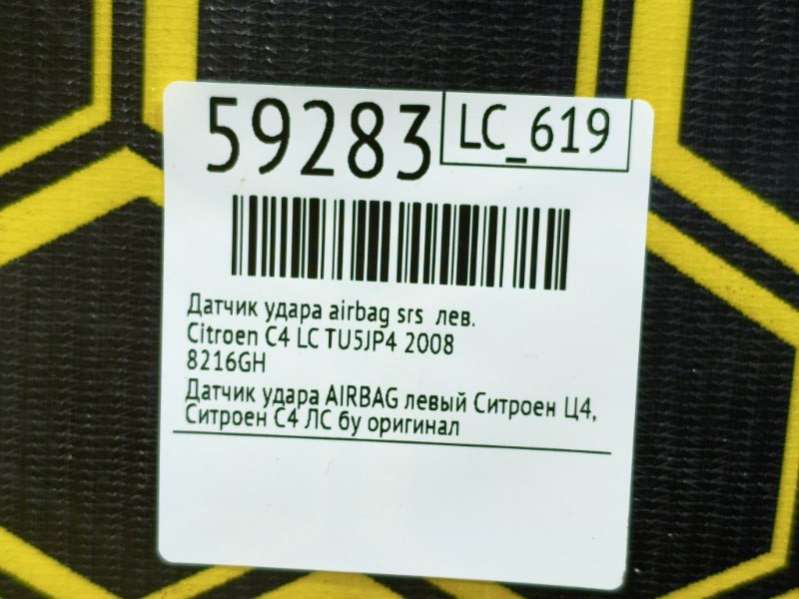 59283
LC_619
Датчик удара airbag srs лев.
Citroen C4 LC TU5JP4 2008
8216GH
Датчик удара AIRBAG левый Ситроен Ц4,
Ситроен С4 ЛС бу оригинал